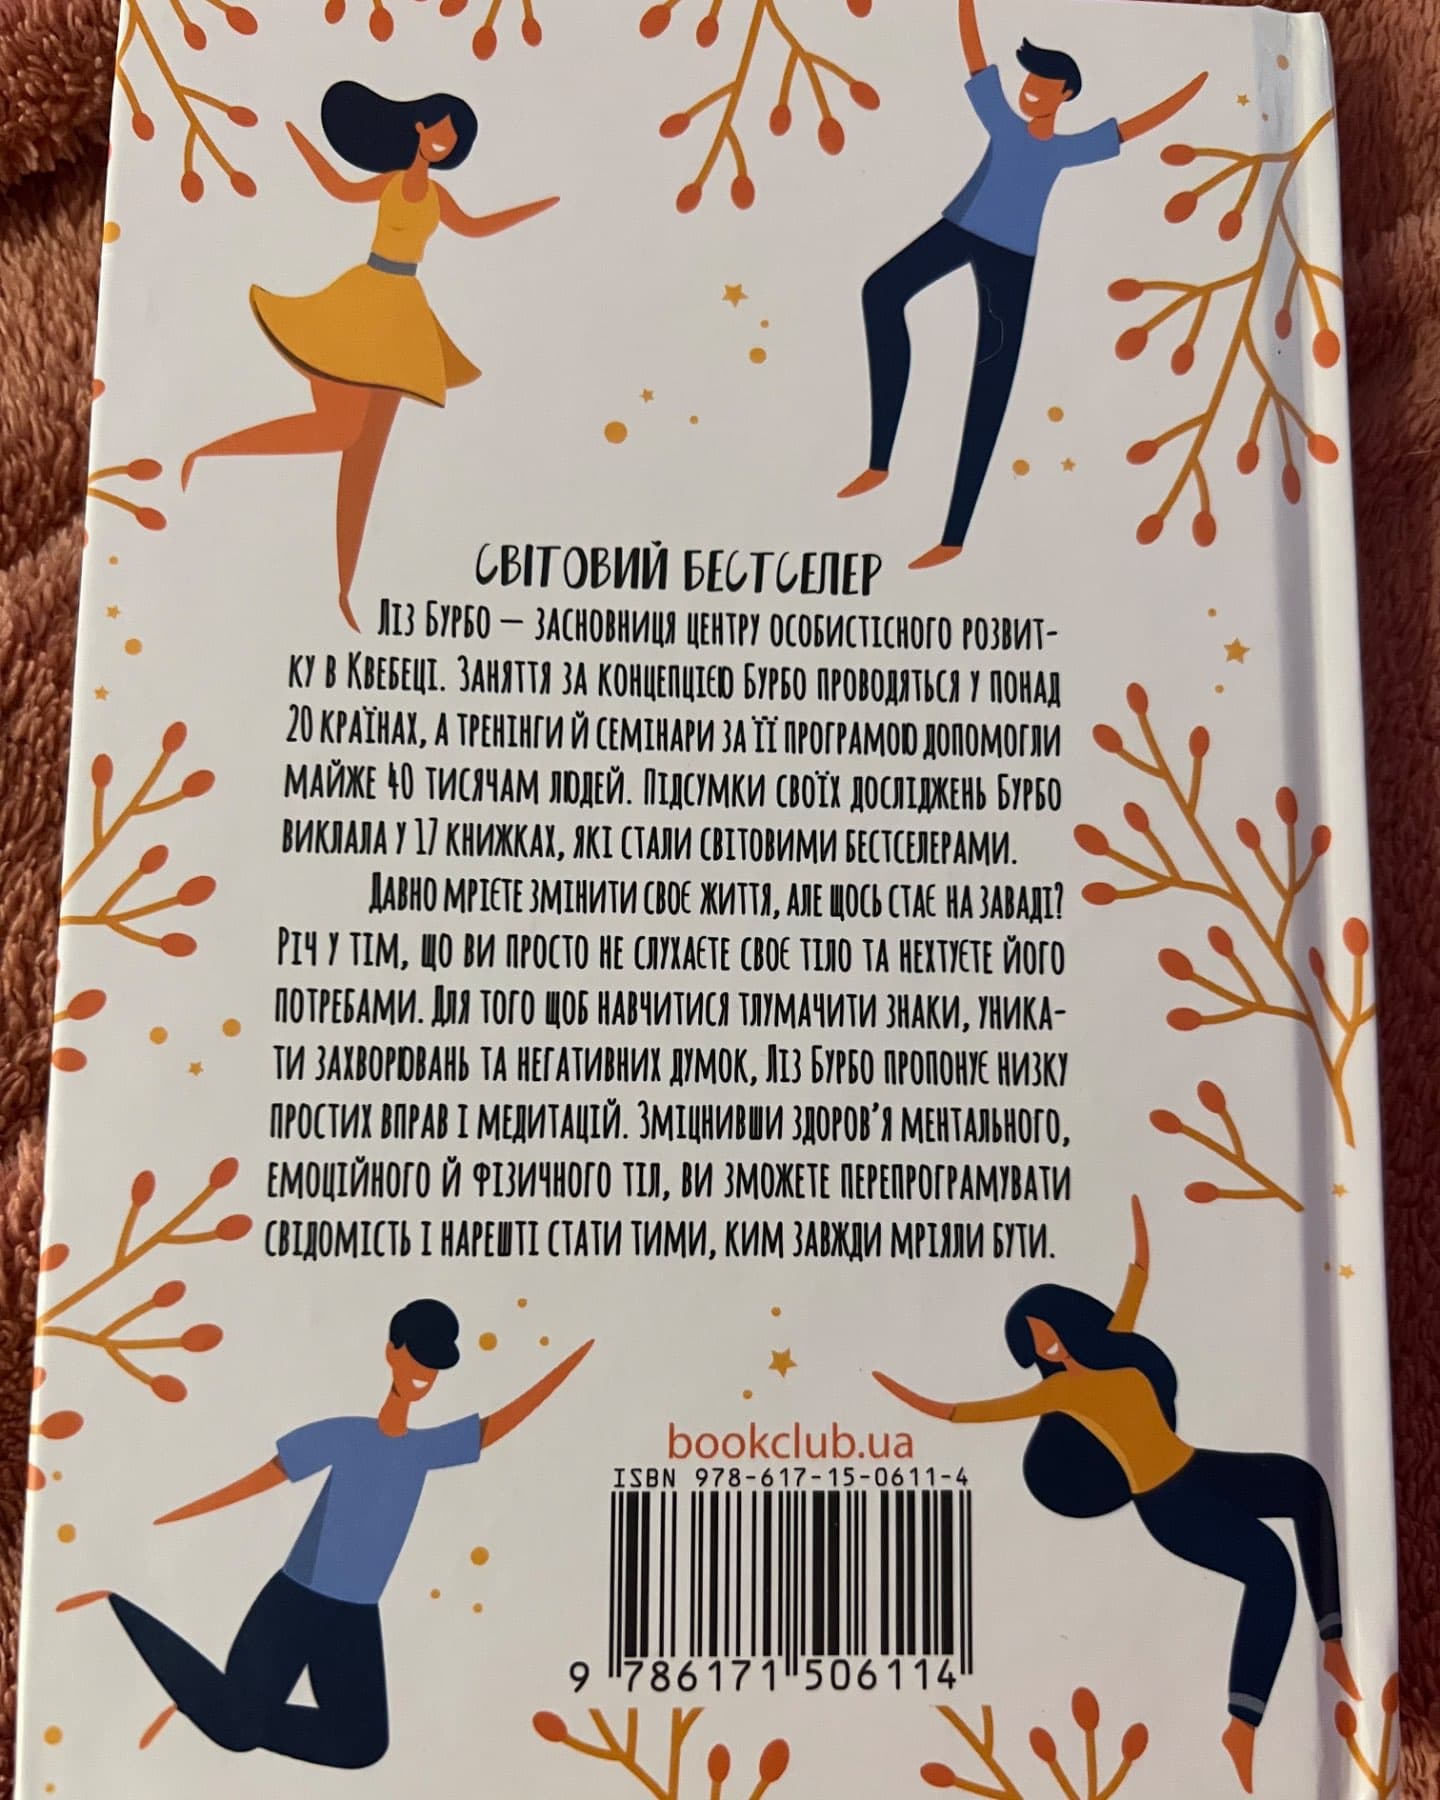 СВІТОВИЙ БЕСТСЕЛЕР
Ліз Бурбо – засновниця центру особистісного розвит-
ку в Квебеці. Заняття за концепцією Бурбо проводяться у понад
20 країнах, а тренінги й семінари за її програмою допомогли
майже 40 тисячам людей. Підсумки своїх досліджень Бурбо
виклала у 17 книжках, які стали світовими бестселерами.
Давно мрієте змінити своє життя, але щось стає на заваді?
Річ у тім, що ви просто не слухаєте своє тіло та нехтуєте його
потребами. Для того щоб навчитися тлумачити знаки, уника-
ти захворювань та негативних думок, Ліз Бурбо пропонує низку
простих вправ і медитацій. Зміцнивши здоров’я ментального,
емоційного й фізичного тіл, ви зможете перепрограмувати
свідомість і нарешті стати тими, ким завжди мріяли бути.
bookclub.ua
ISBN 978-617-15-0611-4
9 786171 506114